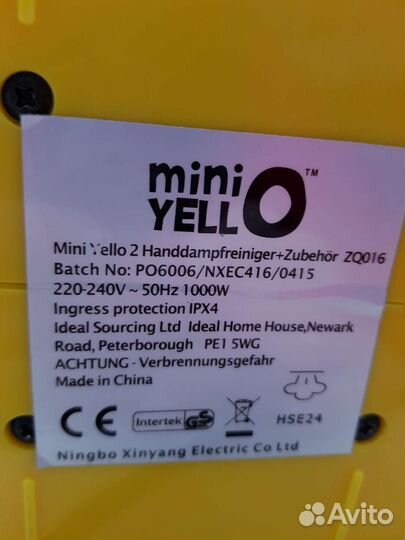 mini
YELLO™
Mini Yello 2 Handdampfreiniger+Zubehör ZQ016
Batch No: PO6006/NXEC416/0415
220-240V ~ 50Hz 1000W
Ingress protection IPX4
Ideal Sourcing Ltd Ideal Home House,Newark
Road, Peterborough PE1 5WG
ACHTUNG - Verbrennungsgefahr
Made in China
CE Intertek GS HSE24
Ningbo Xinyang Electric Co Ltd
Avito